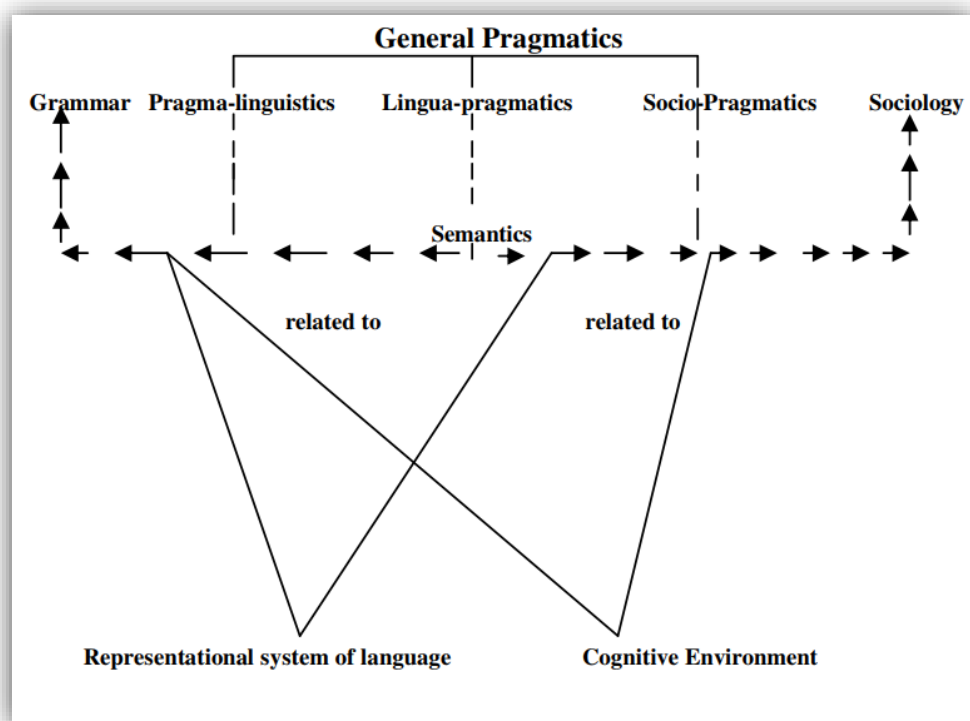 General Pragmatics
Grammar Pragma-linguistics Lingua-pragmatics Socio-Pragmatics Sociology
Semantics
related to related to
Representational system of language Cognitive Environment